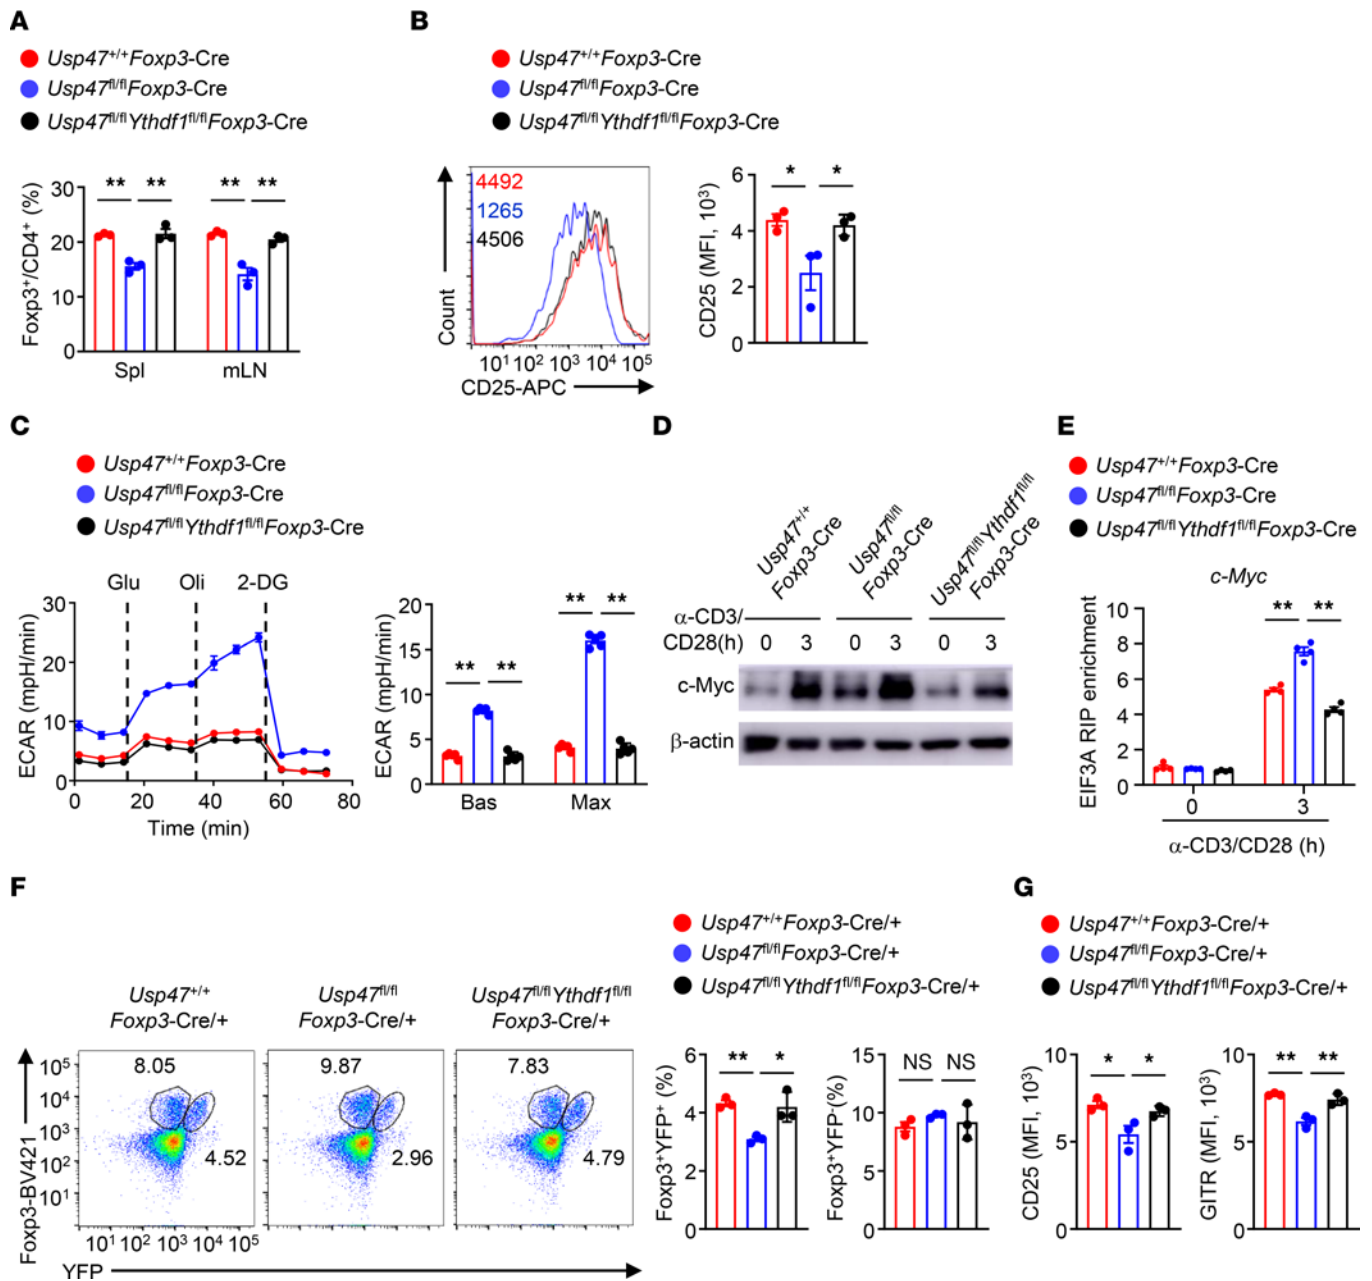 A
Usp47+/+Foxp3-Cre
Usp47fl/flFoxp3-Cre
Usp47fl/flYthdf1fl/flFoxp3-Cre
Foxp3+/CD4+ (%)
30
20
10
0
** ** ** **
Spl mLN
B
Usp47+/+Foxp3-Cre
Usp47fl/flFoxp3-Cre
Usp47fl/flYthdf1fl/flFoxp3-Cre
4492
1265
4506
Count
10¹ 10² 10³ 10⁴ 10⁵
CD25-APC
CD25 (MFI, 10³)
6
4
2
0
* *
C
Usp47+/+Foxp3-Cre
Usp47fl/flFoxp3-Cre
Usp47fl/flYthdf1fl/flFoxp3-Cre
Glu Oli 2-DG
ECAR (mpH/min)
30
20
10
0
0 20 40 60 80
Time (min)
ECAR (mpH/min)
20
15
10
5
0
** ** ** **
Bas Max
D
Usp47+/+
Foxp3-Cre
Usp47fl/fl
Foxp3-Cre
Usp47fl/flYthdf1fl/fl
Foxp3-Cre
α-CD3/
CD28(h) 0 3 0 3 0 3
c-Myc
β-actin
E
Usp47+/+Foxp3-Cre
Usp47fl/flFoxp3-Cre
Usp47fl/flYthdf1fl/flFoxp3-Cre
c-Myc
EIF3A RIP enrichment
10
8
6
4
2
0
** **
0 3
α-CD3/CD28 (h)
F
Usp47+/+
Foxp3-Cre/+
Usp47fl/fl
Foxp3-Cre/+
Usp47fl/flYthdf1fl/fl
Foxp3-Cre/+
Foxp3-BV421
10⁵
10⁴
10³
10²
10¹
8.05
4.52
9.87
2.96
7.83
4.79
10¹ 10² 10³ 10⁴ 10⁵
YFP
Usp47+/+Foxp3-Cre/+
Usp47fl/flFoxp3-Cre/+
Usp47fl/flYthdf1fl/flFoxp3-Cre/+
Foxp3+YFP+ (%)
6
4
2
0
** *
Foxp3+YFP-(%)
15
10
5
0
NS NS
G
Usp47+/+Foxp3-Cre/+
Usp47fl/flFoxp3-Cre/+
Usp47fl/flYthdf1fl/flFoxp3-Cre/+
CD25 (MFI, 10³)
10
5
0
* *
GITR (MFI, 10³)
10
5
0
** **